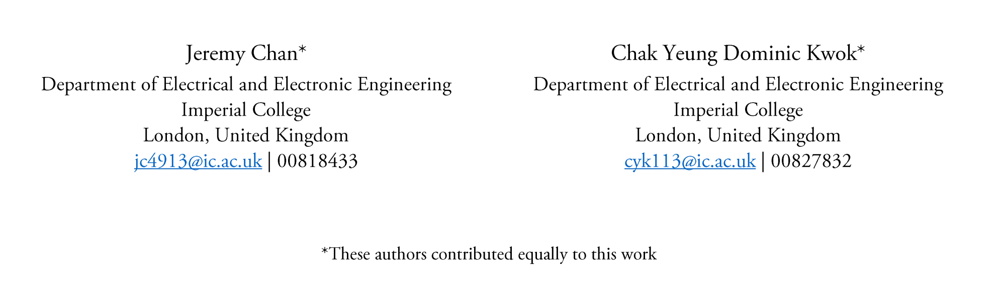 Jeremy Chan*
Department of Electrical and Electronic Engineering
Imperial College
London, United Kingdom
jc4913@ic.ac.uk | 00818433
Chak Yeung Dominic Kwok*
Department of Electrical and Electronic Engineering
Imperial College
London, United Kingdom
cyk113@ic.ac.uk | 00827832
*These authors contributed equally to this work